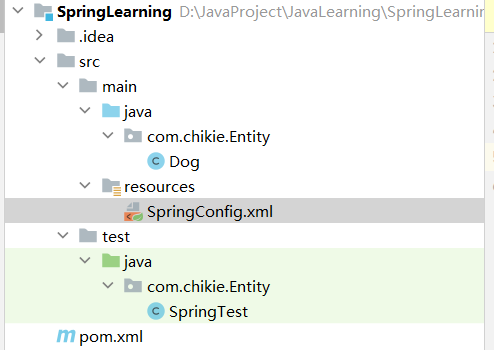 SpringLearning D:\JavaProject\JavaLearning\SpringLearnin
.idea
src
main
java
com.chikie.Entity
C Dog
resources
SpringConfig.xml
test
java
com.chikie.Entity
C SpringTest
m pom.xml